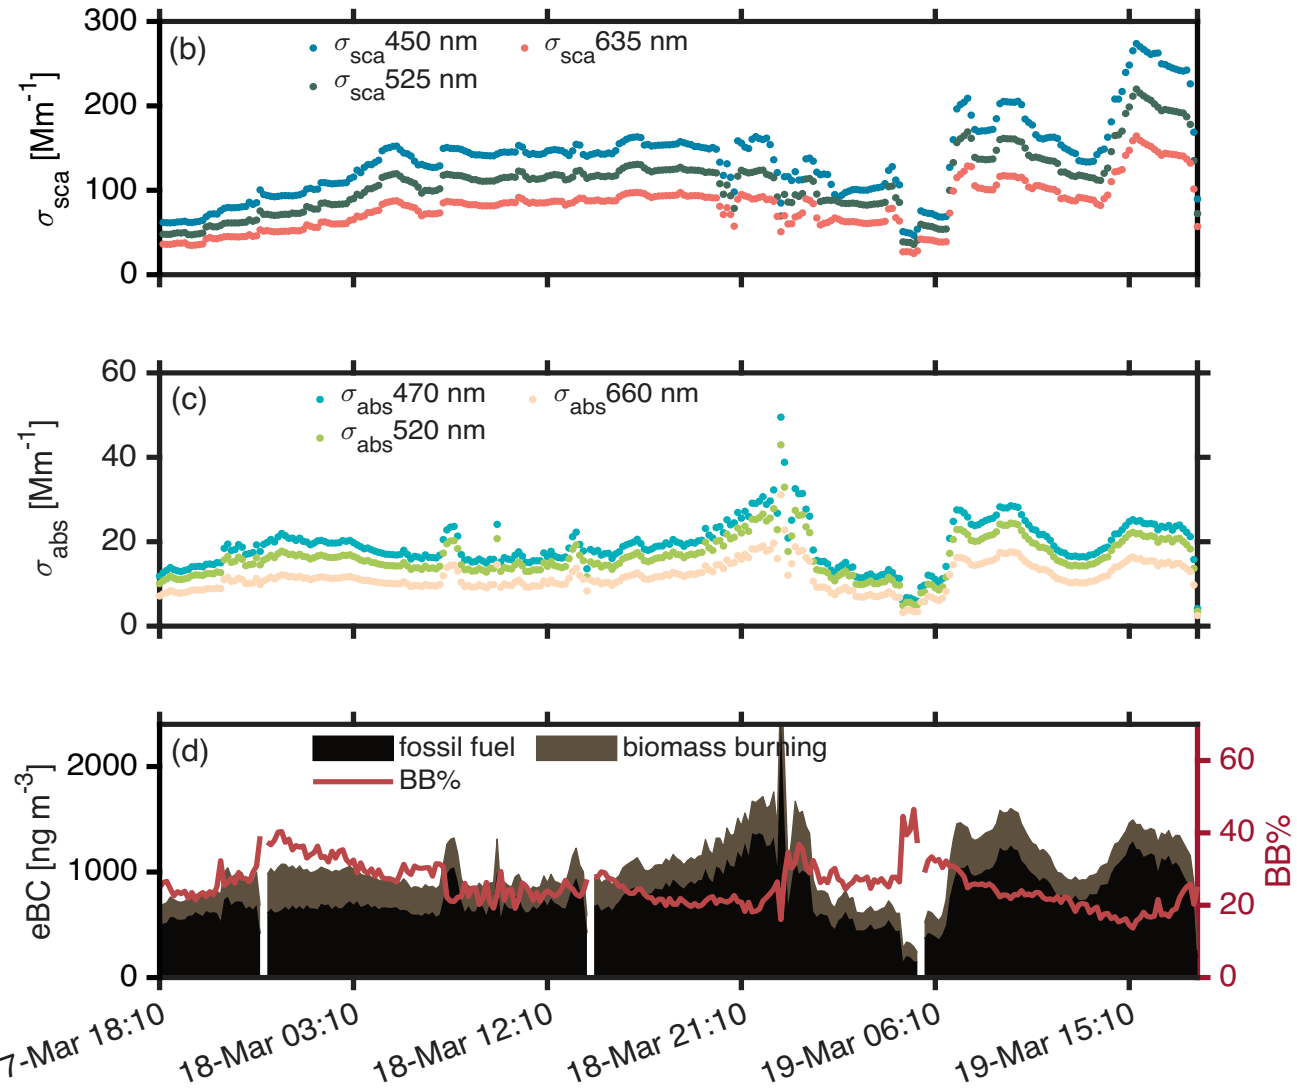 300
(b)
σsca450 nm
σsca635 nm
σsca525 nm
200
100
0
σsca [Mm-1]
60
(c)
σabs470 nm
σabs660 nm
σabs520 nm
40
20
0
σabs [Mm-1]
(d)
fossil fuel
biomass burning
BB%
2000
1000
0
eBC [ng m-3]
60
40
20
0
BB%
7-Mar 18:10
18-Mar 03:10
18-Mar 12:10
18-Mar 21:10
19-Mar 06:10
19-Mar 15:10